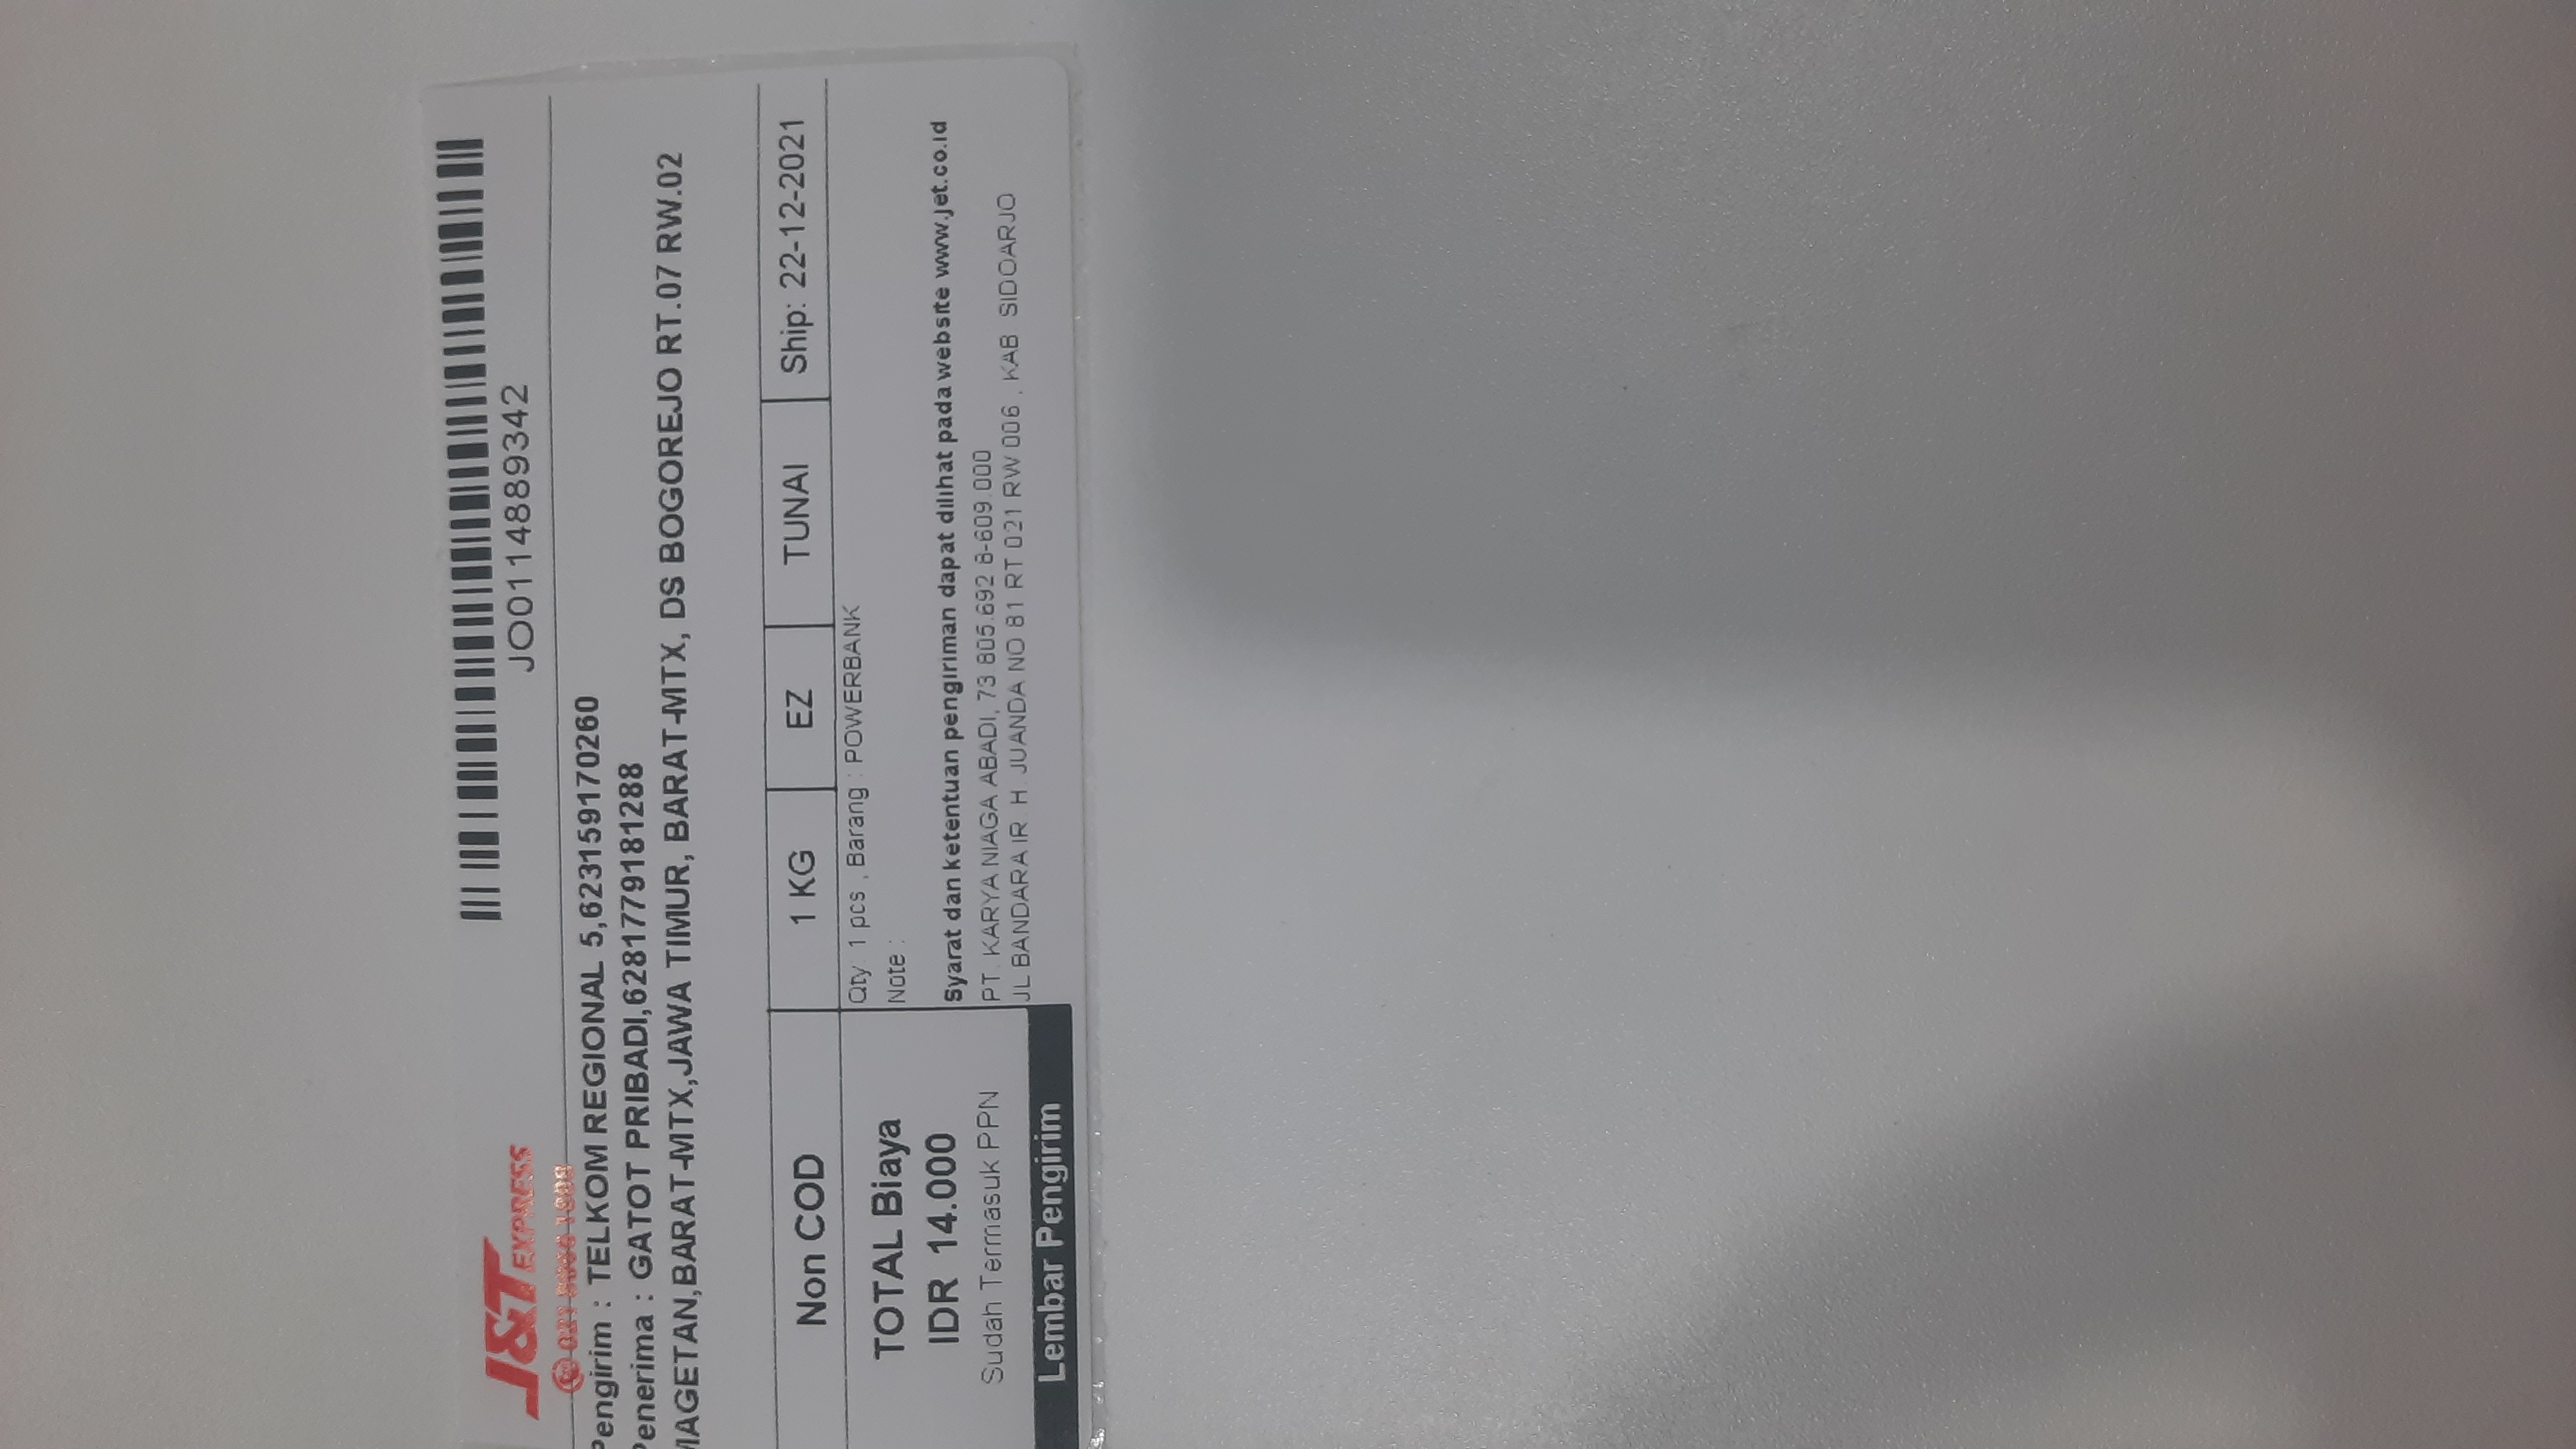 J&T EXPRESS
JO0114889342
Pengirim : TELKOM REGIONAL 5,623159170260
Penerima : GATOT PRIBADI,6281779181288
MAGETAN,BARAT-MTX,JAWA TIMUR, BARAT-MTX, DS BOGOREJO RT.07 RW.02
Non COD
1 KG
EZ
TUNAI
Ship: 22-12-2021
TOTAL Biaya
IDR 14.000
Sudah Termasuk PPN
Lembar Pengirim
Qty : 1 pcs , Barang : POWERBANK
Note :
Syarat dan ketentuan pengiriman dapat dilihat pada website www.jet.co.id
PT. KARYA NIAGA ABADI, 73.805.692.8-609.000
JL BANDARA IR. H. JUANDA NO 81 RT 021 RW 006 , KAB. SIDOARJO